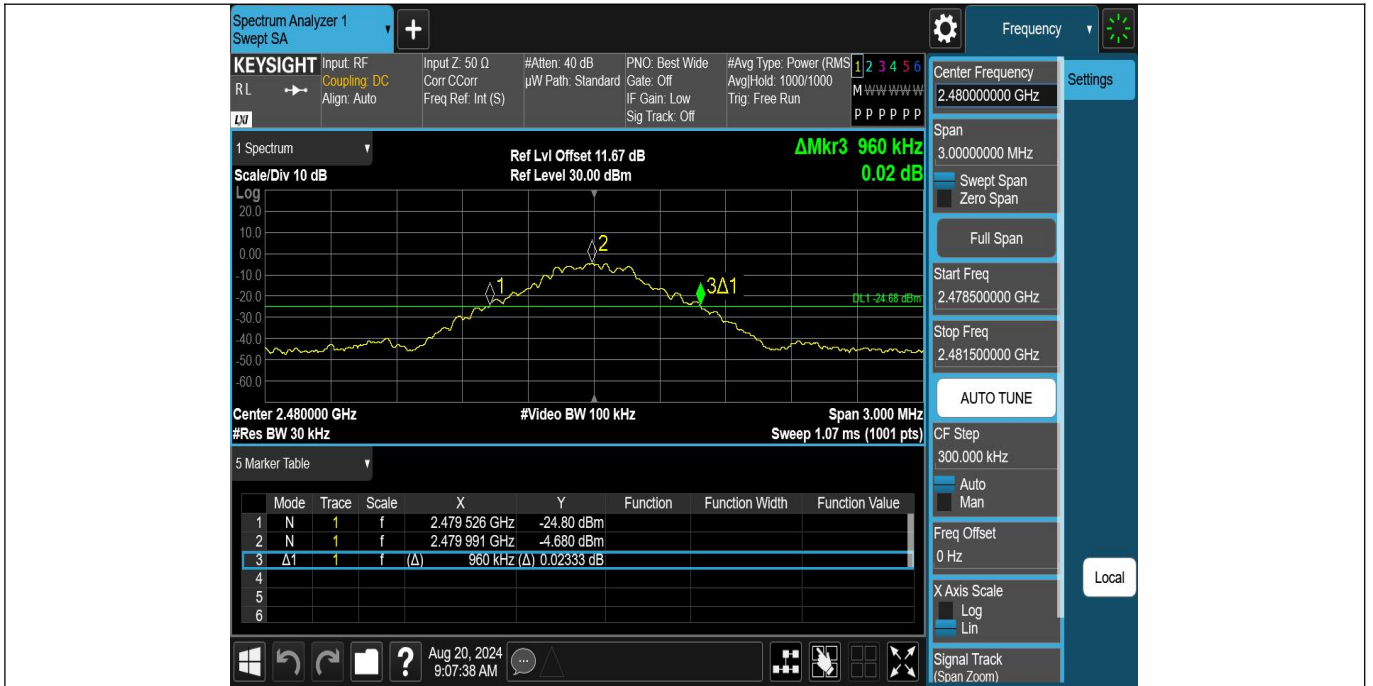 Spectrum Analyzer 1
Swept SA
Frequency
KEYSIGHT
RL
LXI
Input: RF
Coupling: DC
Align: Auto
Input Z: 50 Ω
Corr CCorr
Freq Ref: Int (S)
#Atten: 40 dB
µW Path: Standard
PNO: Best Wide
Gate: Off
IF Gain: Low
Sig Track: Off
#Avg Type: Power (RMS
Avg|Hold: 1000/1000
Trig: Free Run
1 2 3 4 5 6
M W W W W W
P P P P P P
1 Spectrum
Scale/Div 10 dB
Ref Lvl Offset 11.67 dB
Ref Level 30.00 dBm
ΔMkr3 960 kHz
0.02 dB
Log
20.0
10.0
0.00
-10.0
-20.0
-30.0
-40.0
-50.0
-60.0
1
2
3Δ1
DL1 -24.68 dBm
Center 2.480000 GHz
#Video BW 100 kHz
Span 3.000 MHz
#Res BW 30 kHz
Sweep 1.07 ms (1001 pts)
5 Marker Table
Mode Trace Scale X Y Function Function Width Function Value
1 N 1 f 2.479 526 GHz -24.80 dBm
2 N 1 f 2.479 991 GHz -4.680 dBm
3 Δ1 1 f (Δ) 960 kHz (Δ) 0.02333 dB
4
5
6
Aug 20, 2024
9:07:38 AM
?
Center Frequency
2.480000000 GHz
Settings
Span
3.00000000 MHz
Swept Span
Zero Span
Full Span
Start Freq
2.478500000 GHz
Stop Freq
2.481500000 GHz
AUTO TUNE
CF Step
300.000 kHz
Auto
Man
Freq Offset
0 Hz
Local
X Axis Scale
Log
Lin
Signal Track
(Span Zoom)